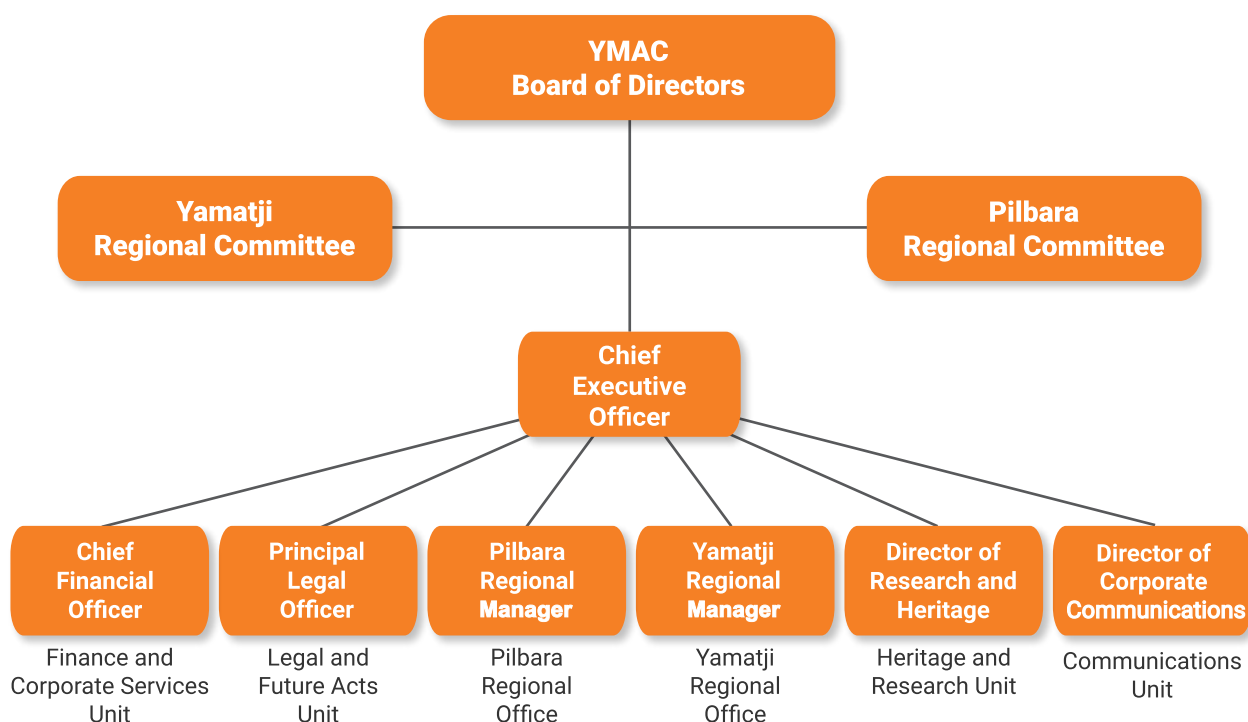 YMAC
Board of Directors
Yamatji
Regional Committee
Pilbara
Regional Committee
Chief
Executive
Officer
Chief
Financial
Officer
Finance and
Corporate Services
Unit
Principal
Legal
Officer
Legal and
Future Acts
Unit
Pilbara
Regional
Manager
Pilbara
Regional
Office
Yamatji
Regional
Manager
Yamatji
Regional
Office
Director of
Research and
Heritage
Heritage and
Research Unit
Director of
Corporate
Communications
Communications
Unit